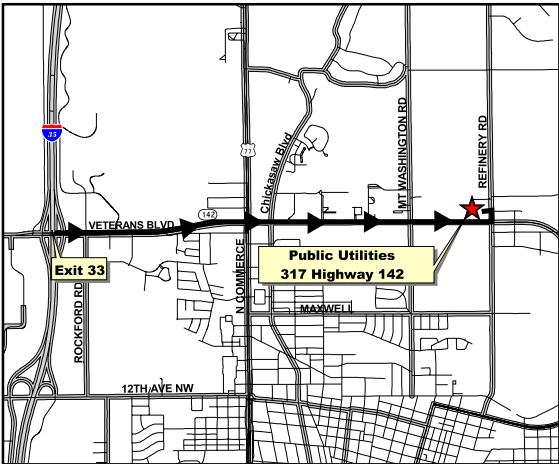 35
77
Chickasaw Blvd
MT WASHINGTON RD
REFINERY RD
142
VETERANS BLVD
Exit 33
Public Utilities
317 Highway 142
N COMMERCE
ROCKFORD RD
MAXWELL
12TH AVE NW